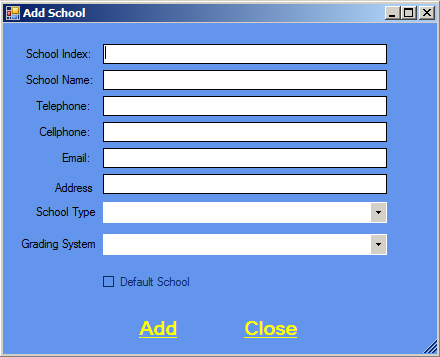 Add School
School Index:
School Name:
Telephone:
Cellphone:
Email:
Address
School Type
Grading System
Default School
Add Close